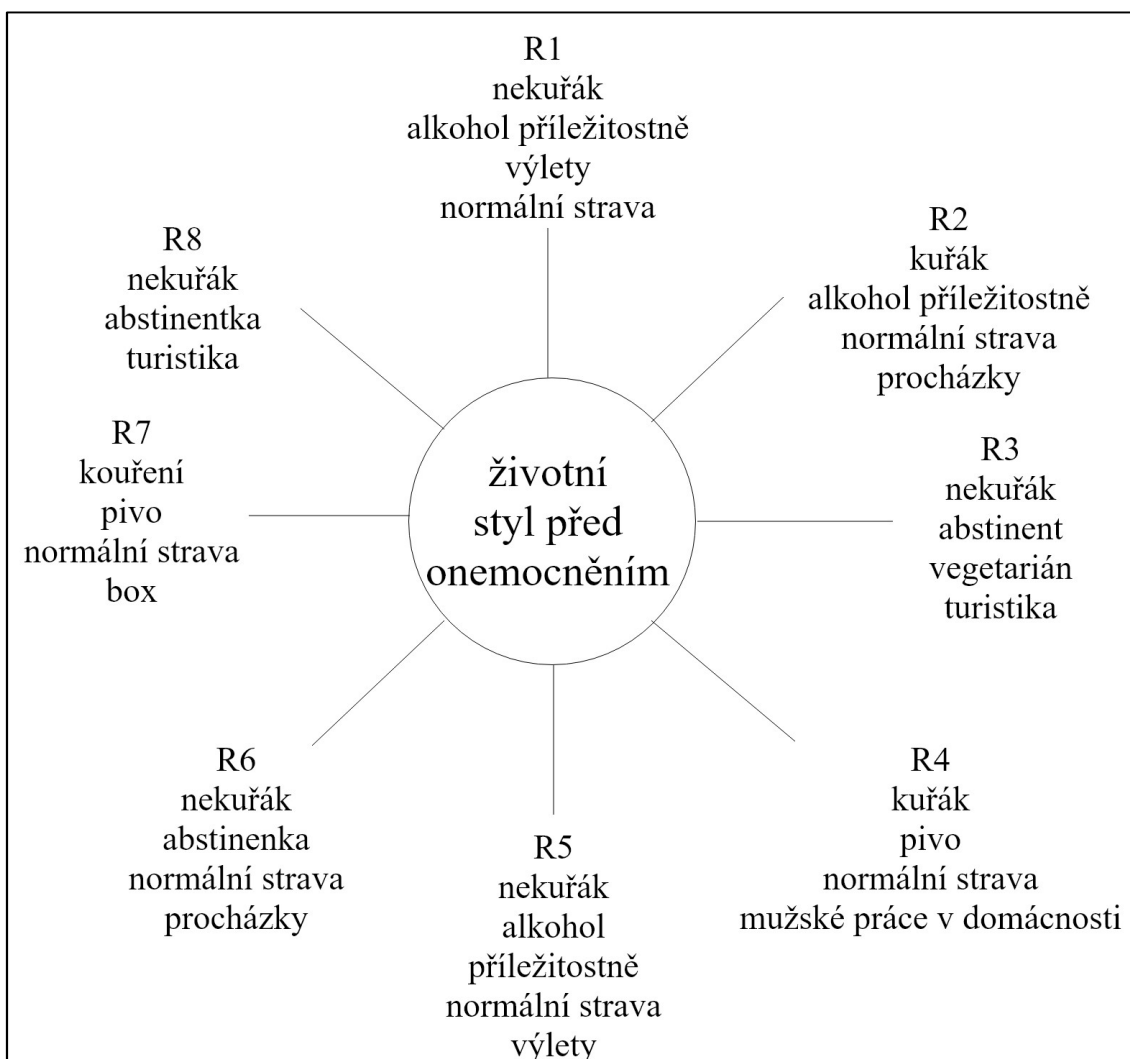 R1
nekuřák
alkohol příležitostně
výlety
normální strava
R2
kuřák
alkohol příležitostně
normální strava
procházky
R3
nekuřák
abstinent
vegetarián
turistika
R4
kuřák
pivo
normální strava
mužské práce v domácnosti
R5
nekuřák
alkohol
příležitostně
normální strava
výlety
R6
nekuřák
abstinenka
normální strava
procházky
R7
kouření
pivo
normální strava
box
R8
nekuřák
abstinentka
turistika
životní
styl před
onemocněním